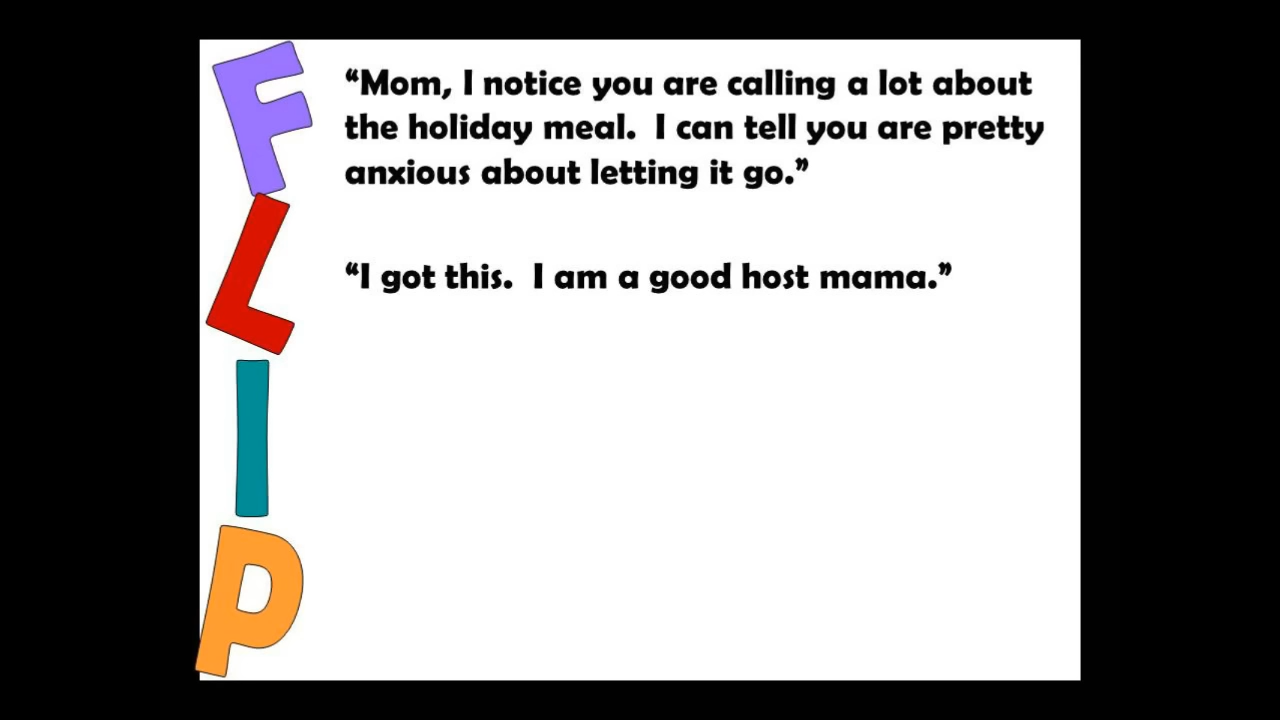 F
“Mom, I notice you are calling a lot about
the holiday meal.  I can tell you are pretty
anxious about letting it go.”
L
“I got this.  I am a good host mama.”
I
P